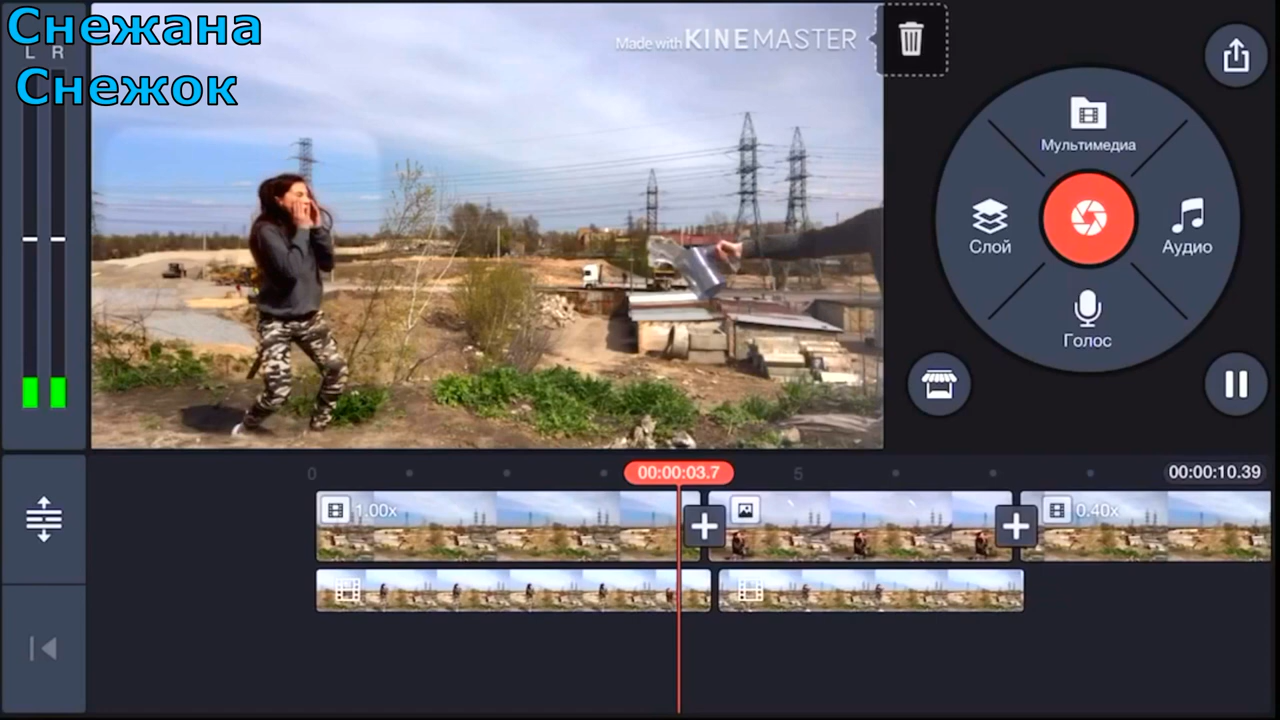 Снежана
L R
Снежок
Made with KINEMASTER
Мультимедиа
Слой
Аудио
Голос
0
00:00:03.7
5
00:00:10.39
1.00x
0.40x